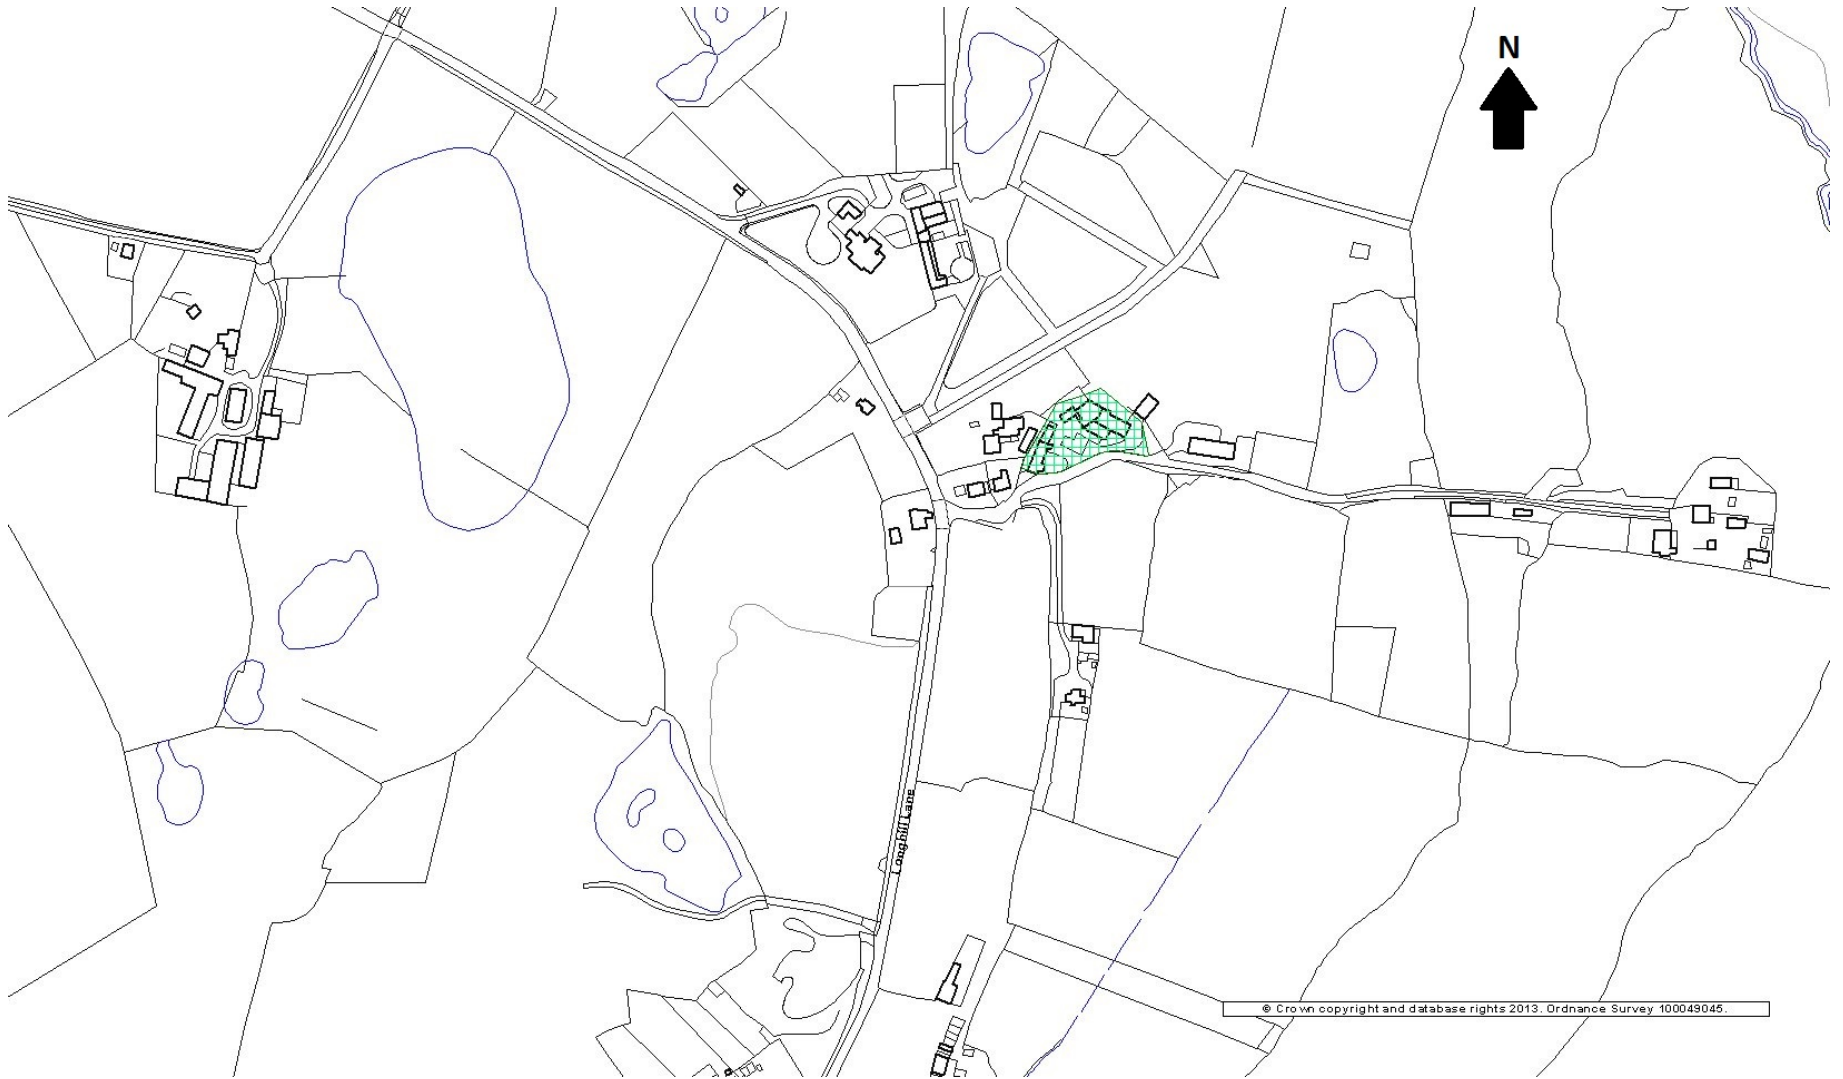 N
Longhill Lane
© Crown copyright and database rights 2013. Ordnance Survey 100049045.